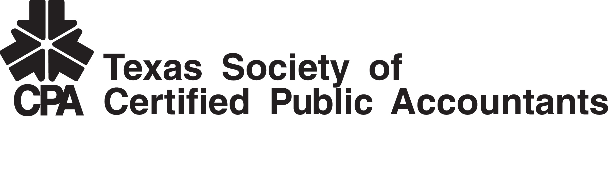 CPA
Texas Society of
Certified Public Accountants